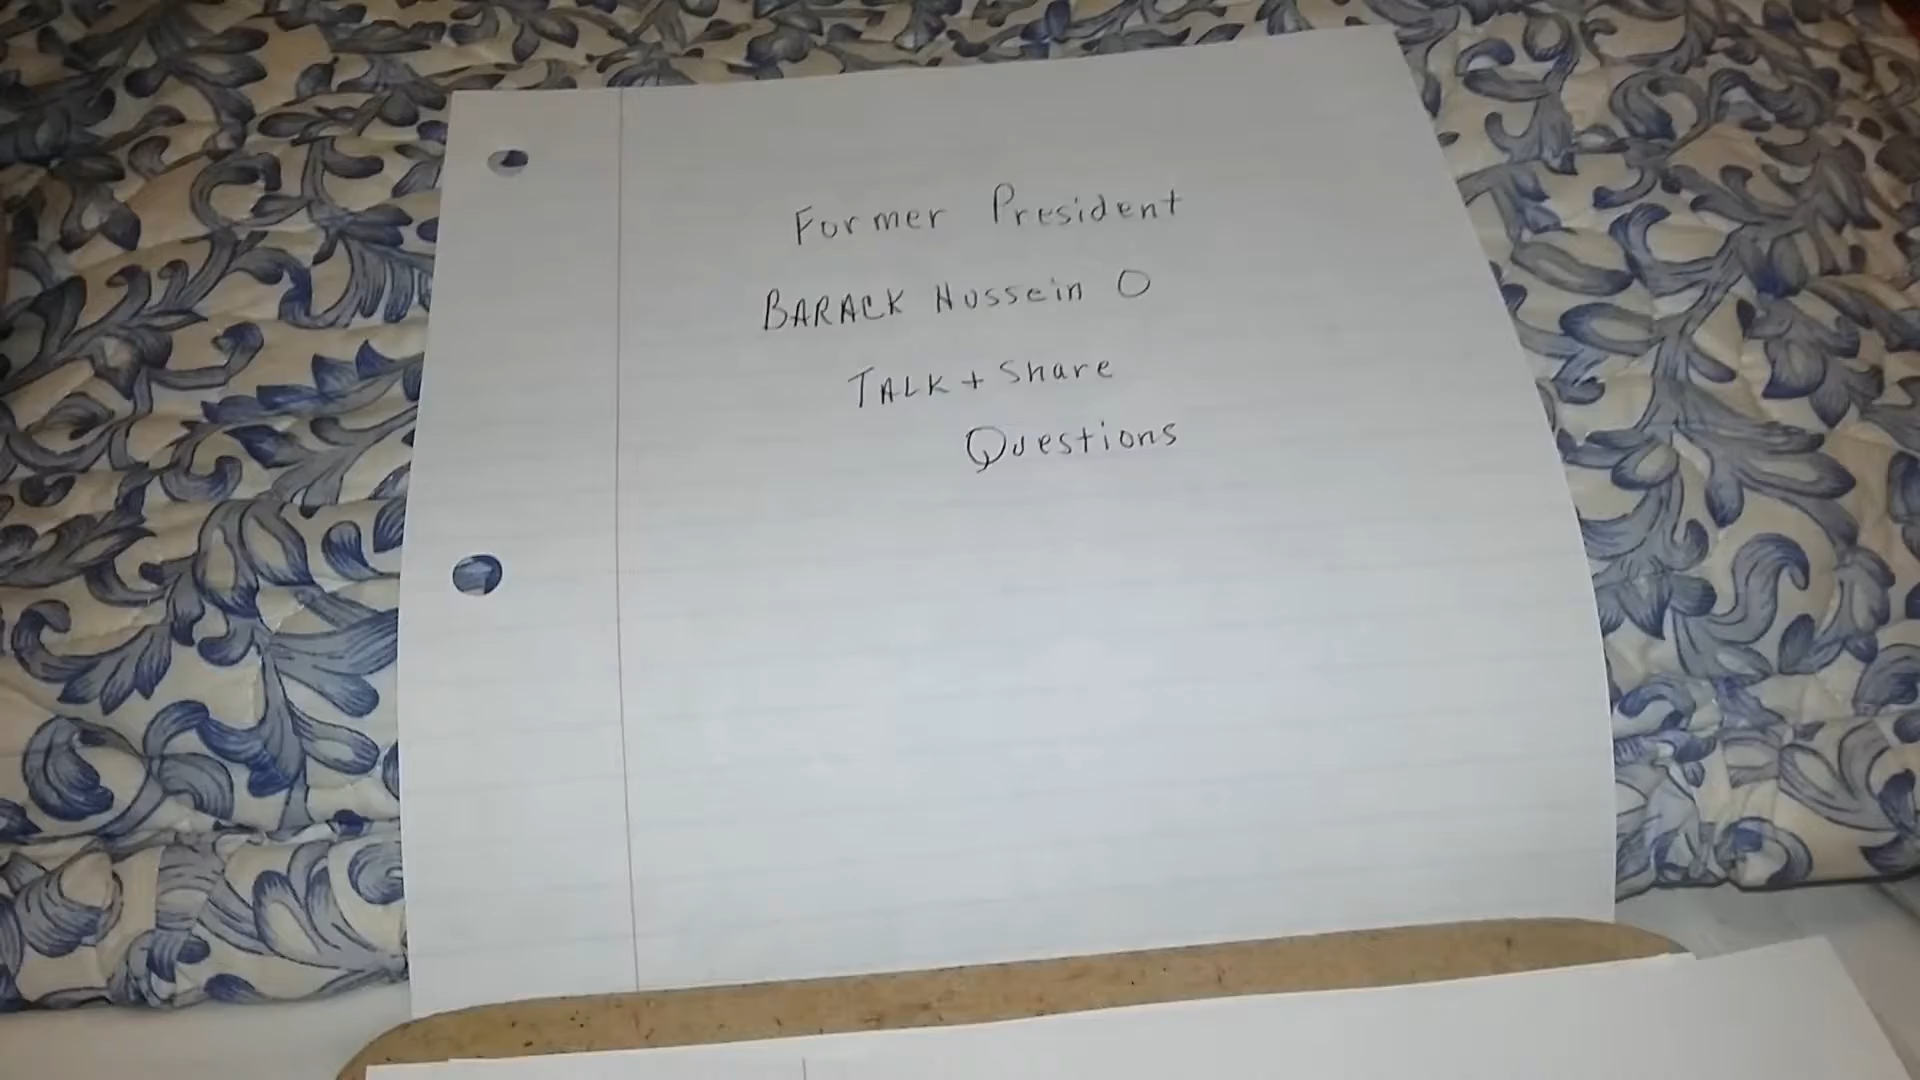 Former President
BARACK Hussein O
TALK + Share
Questions